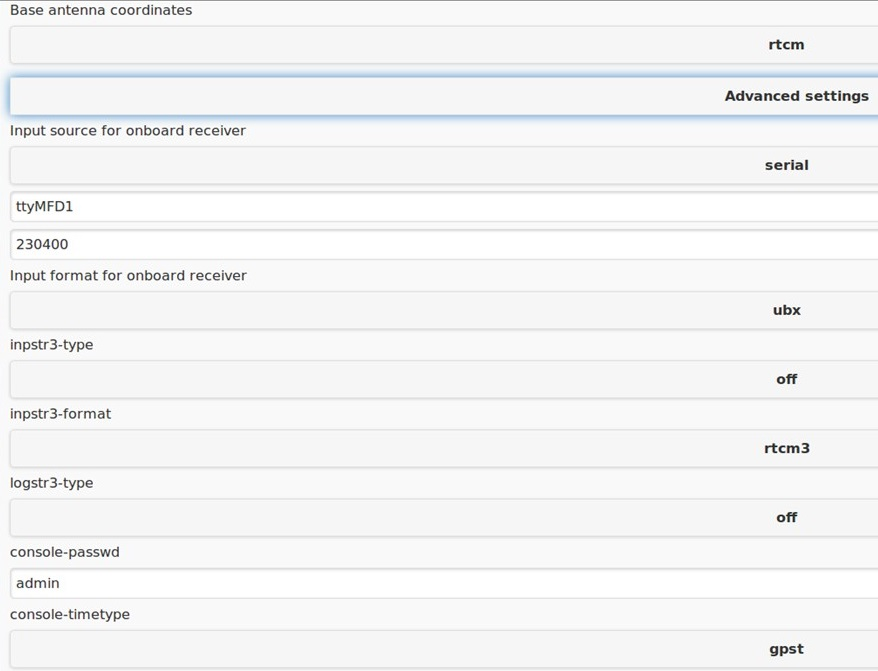 Base antenna coordinates
rtcm
Advanced settings
Input source for onboard receiver
serial
ttyMFD1
230400
Input format for onboard receiver
ubx
inpstr3-type
off
inpstr3-format
rtcm3
logstr3-type
off
console-passwd
admin
console-timetype
gpst